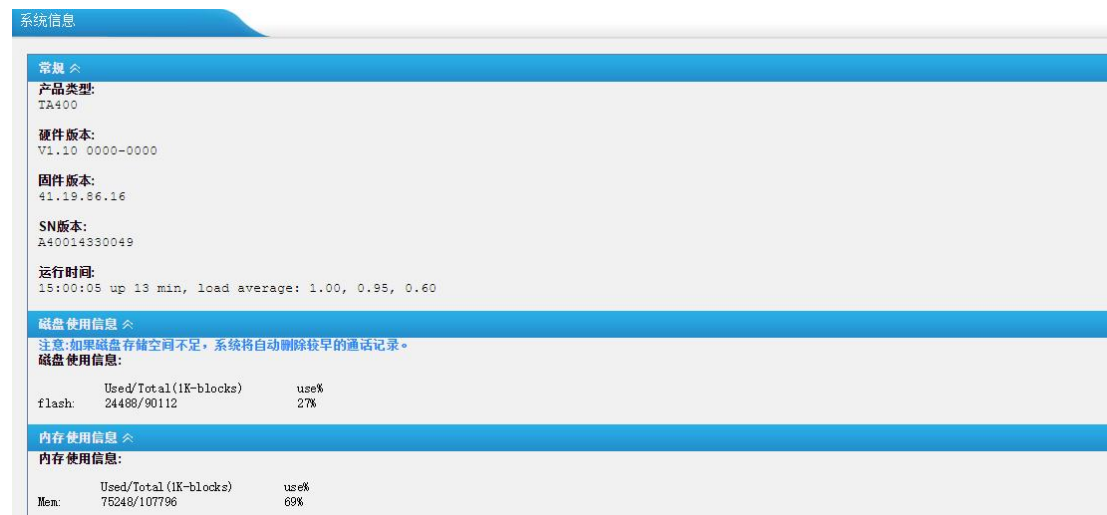 系统信息
常规
产品类型:
TA400
硬件版本:
V1.10 0000-0000
固件版本:
41.19.86.16
SN版本:
A40014330049
运行时间:
15:00:05 up 13 min, load average: 1.00, 0.95, 0.60
磁盘使用信息
注意:如果磁盘存储空间不足，系统将自动删除较早的通话记录。
磁盘使用信息:
Used/Total(1K-blocks) use%
flash: 24488/90112 27%
内存使用信息
内存使用信息:
Used/Total(1K-blocks) use%
Mem: 75248/107796 69%